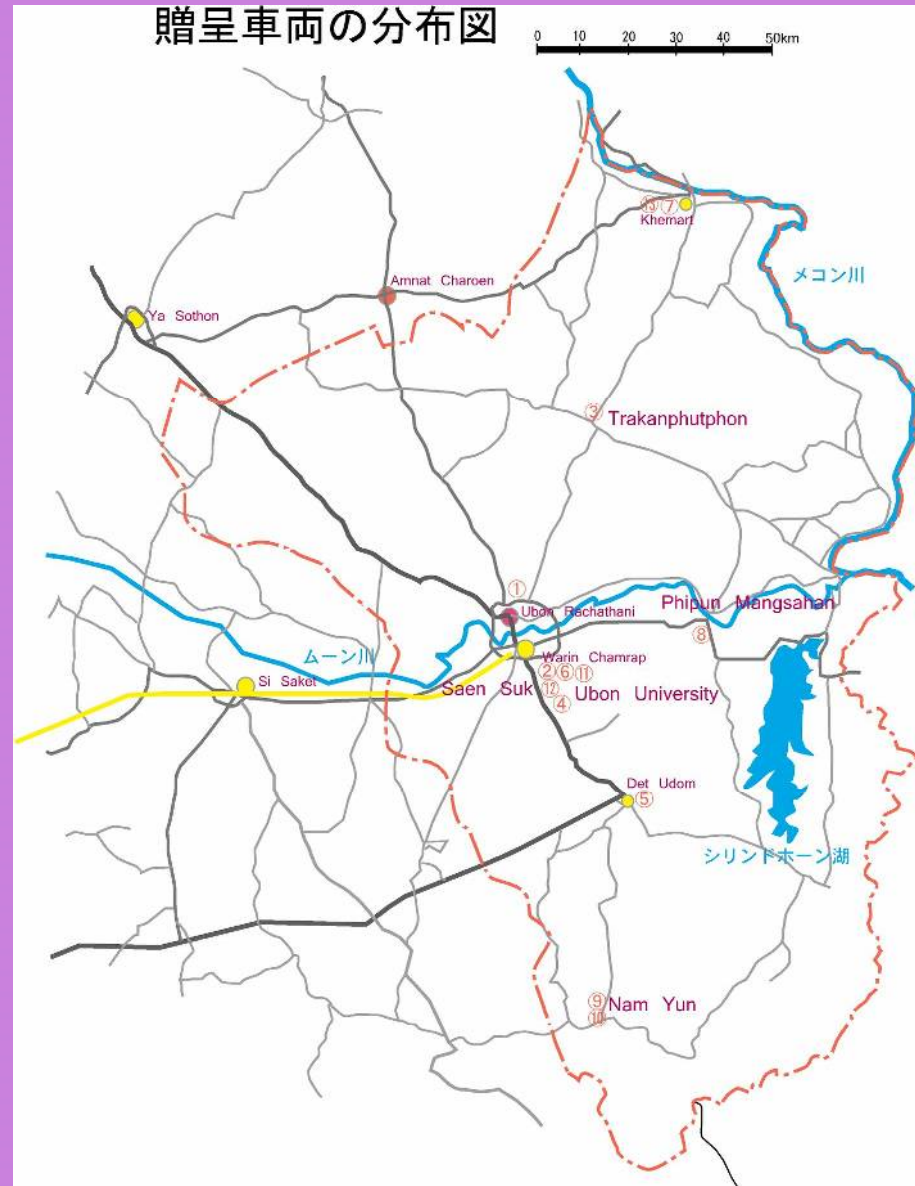 贈呈車両の分布図
0 10 20 30 50km
⑬⑦
Khemart
メコン川
Amnat Charoen
Ya Sothon
③ Trakanphutphon
①
Ubon Rachathani
Phipun Mangsahan
⑧
ムーン川
Warin Chamrap
Si Saket
②⑥⑪
Saen Suk ⑫ Ubon University
④
Det Udom
⑤
シリンドホーン湖
⑨ Nam Yun
⑩